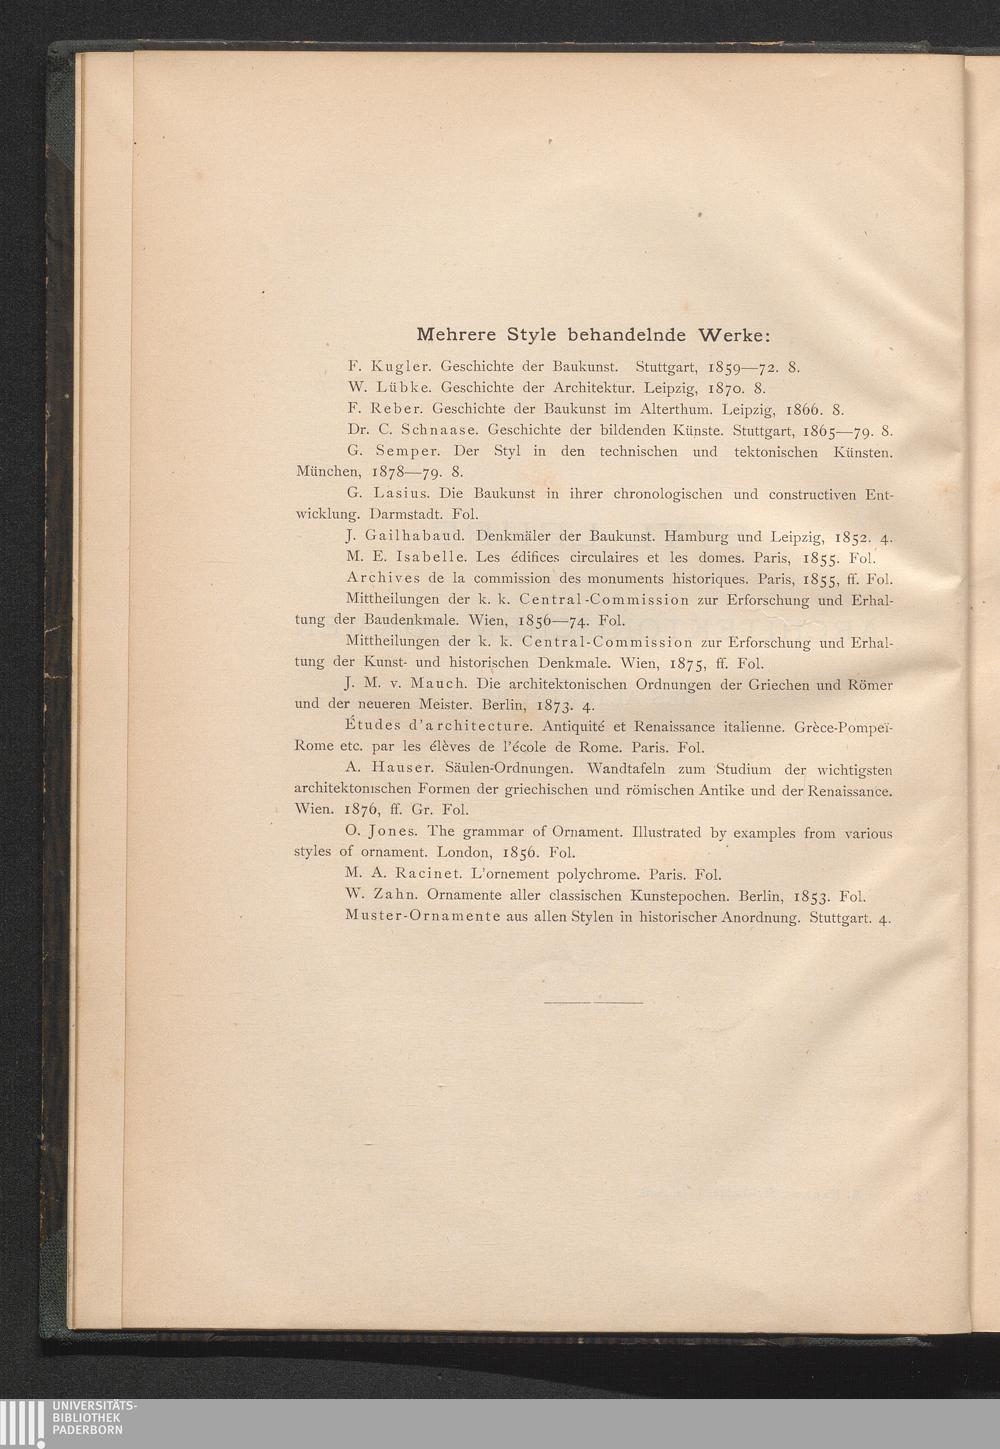 Mehrere Style behandelnde Werke:
F. Kugler. Geschichte der Baukunst. Stuttgart, 1859—72. 8.
W. Lübke. Geschichte der Architektur. Leipzig, 1870. 8.
F. Reber. Geschichte der Baukunst im Alterthum. Leipzig, 1866. 8.
Dr. C. Schnaase. Geschichte der bildenden Künste. Stuttgart, 1865—79. 8.
G. Semper. Der Styl in den technischen und tektonischen Künsten.
München, 1878—79. 8.
G. Lasius. Die Baukunst in ihrer chronologischen und constructiven Ent-
wicklung. Darmstadt. Fol.
J. Gailhabaud. Denkmäler der Baukunst. Hamburg und Leipzig, 1852. 4.
M. E. Isabelle. Les édifices circulaires et les domes. Paris, 1855. Fol.
Archives de la commission des monuments historiques. Paris, 1855, ff. Fol.
Mittheilungen der k. k. Central-Commission zur Erforschung und Erhal-
tung der Baudenkmale. Wien, 1856—74. Fol.
Mittheilungen der k. k. Central-Commission zur Erforschung und Erhal-
tung der Kunst- und historischen Denkmale. Wien, 1875, ff. Fol.
J. M. v. Mauch. Die architektonischen Ordnungen der Griechen und Römer
und der neueren Meister. Berlin, 1873. 4.
Études d'architecture. Antiquité et Renaissance italienne. Grèce-Pompeï-
Rome etc. par les élèves de l'école de Rome. Paris. Fol.
A. Hauser. Säulen-Ordnungen. Wandtafeln zum Studium der wichtigsten
architektonischen Formen der griechischen und römischen Antike und der Renaissance.
Wien. 1876, ff. Gr. Fol.
O. Jones. The grammar of Ornament. Illustrated by examples from various
styles of ornament. London, 1856. Fol.
M. A. Racinet. L'ornement polychrome. Paris. Fol.
W. Zahn. Ornamente aller classischen Kunstepochen. Berlin, 1853. Fol.
Muster-Ornamente aus allen Stylen in historischer Anordnung. Stuttgart. 4.
UNIVERSITÄTS-
BIBLIOTHEK
PADERBORN